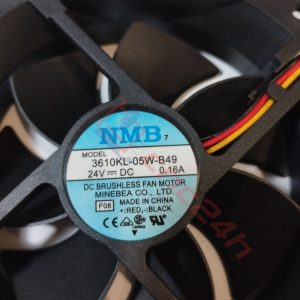 NMB 7
MODEL
3610KL-05W-B49
24V DC 0.16A
DC BRUSHLESS FAN MOTOR
MINEBEA CO., LTD.
F08 MADE IN CHINA
+:RED,-:BLACK